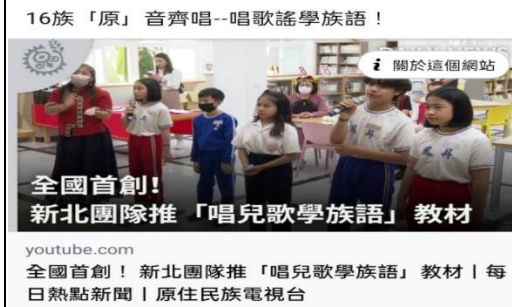 16族「原」音齊唱--唱歌謠學族語！
DAILY NEWS
i 關於這個網站
全國首創!
新北團隊推「唱兒歌學族語」教材
youtube.com
全國首創！ 新北團隊推「唱兒歌學族語」教材 | 每
日熱點新聞 | 原住民族電視台